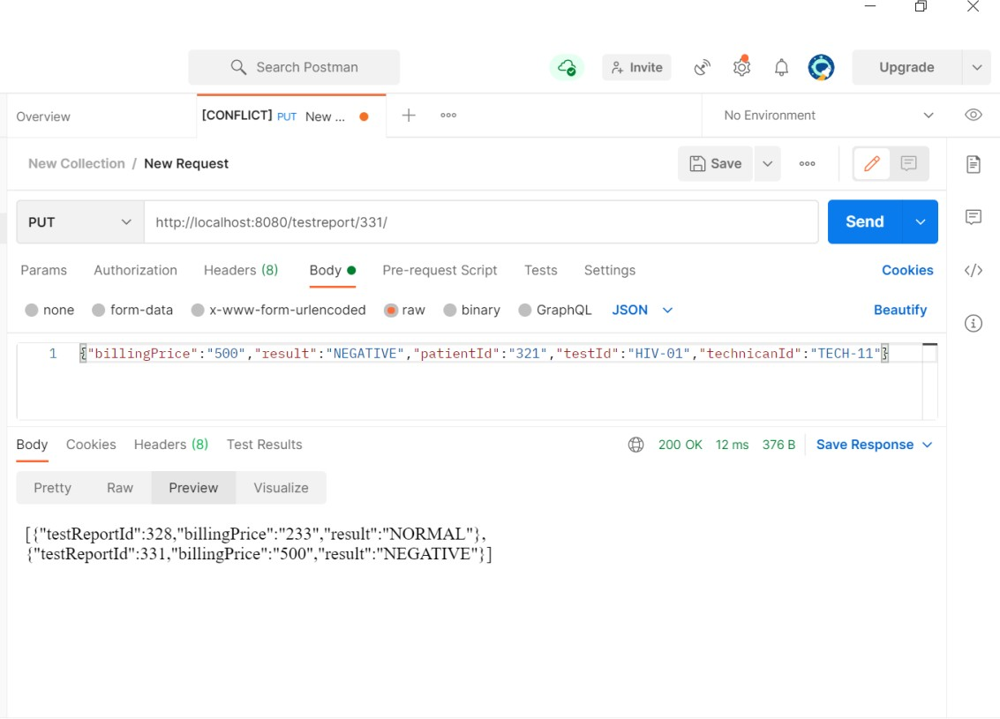 Search Postman
Invite
Upgrade
Overview
[CONFLICT] PUT New ...
No Environment
New Collection / New Request
Save
PUT
http://localhost:8080/testreport/331/
Send
Params Authorization Headers (8) Body Pre-request Script Tests Settings Cookies
none form-data x-www-form-urlencoded raw binary GraphQL JSON Beautify
1 {"billingPrice":"500","result":"NEGATIVE","patientId":"321","testId":"HIV-01","technicanId":"TECH-11"}
Body Cookies Headers (8) Test Results 200 OK 12 ms 376 B Save Response
Pretty Raw Preview Visualize
[{"testReportId":328,"billingPrice":"233","result":"NORMAL"},
{"testReportId":331,"billingPrice":"500","result":"NEGATIVE"}]